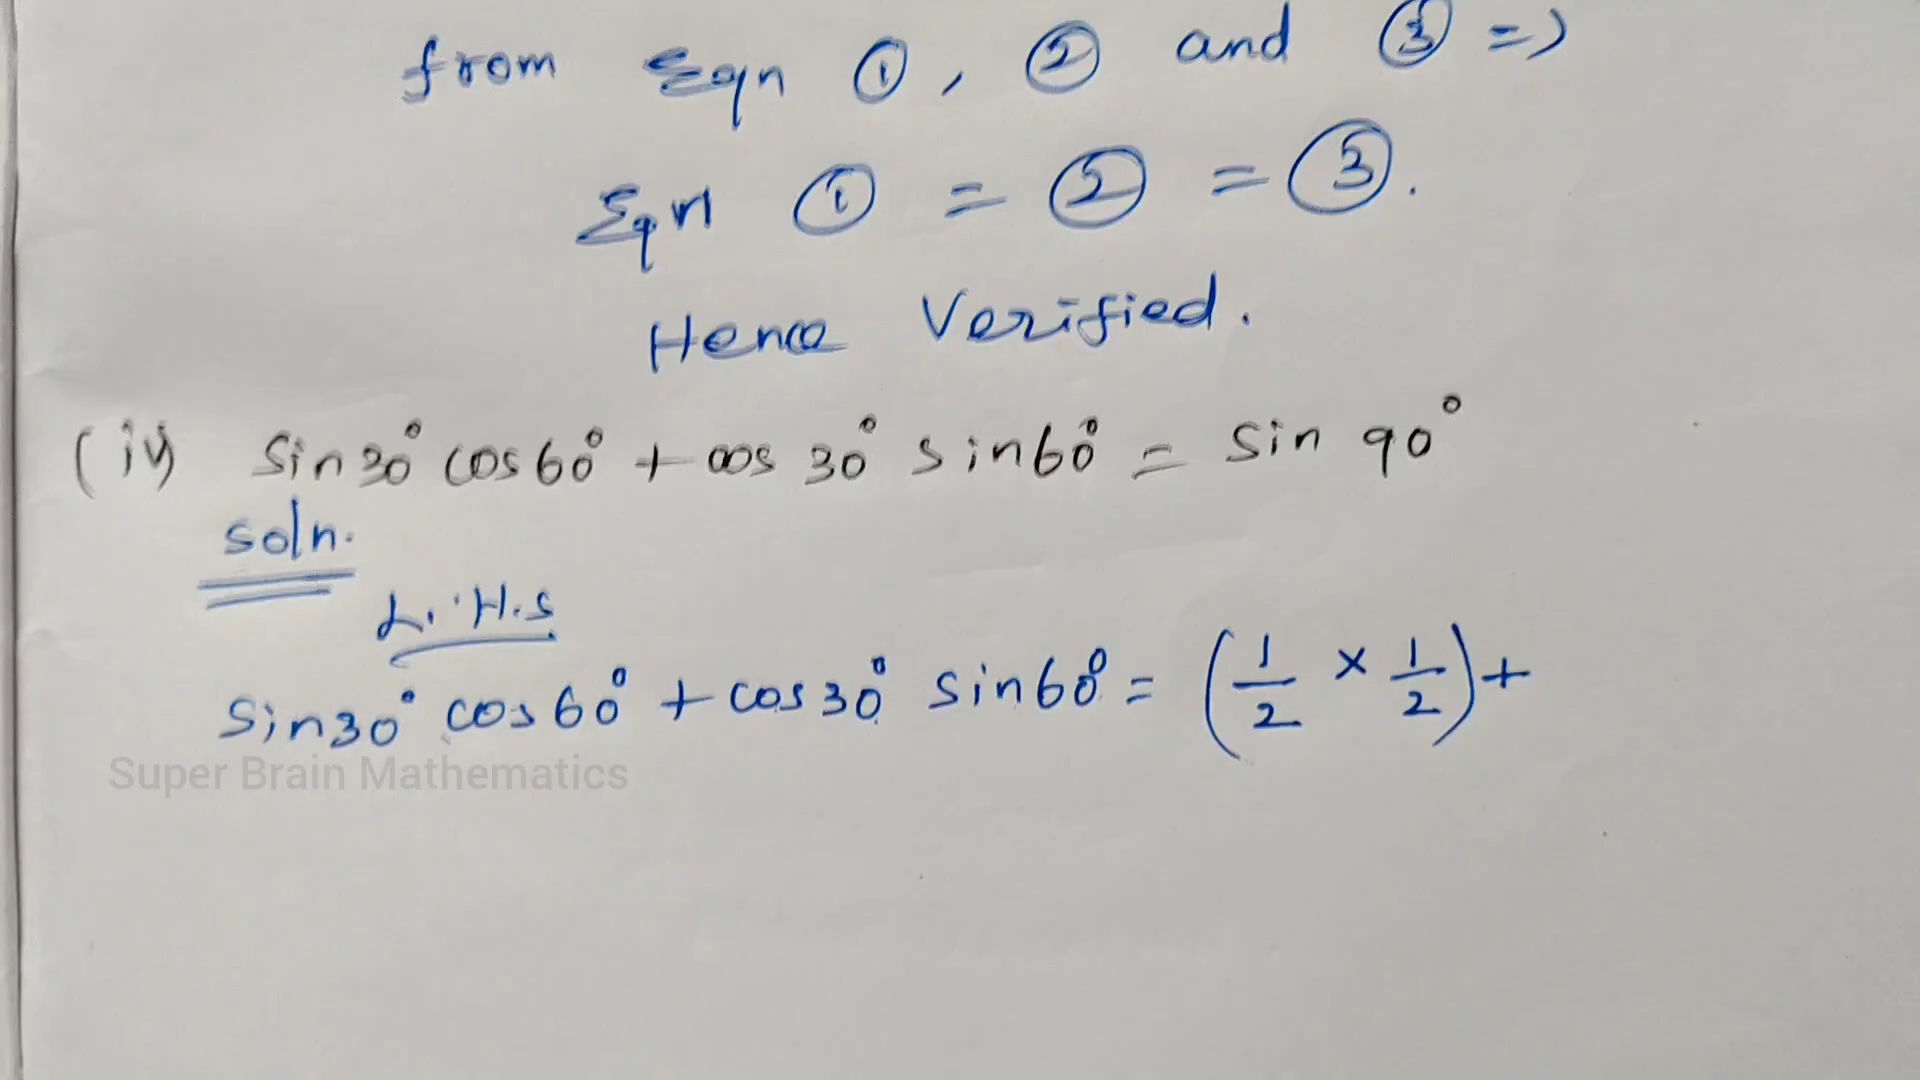 from Eqn ①, ② and ③ =>
Eqn ① = ② = ③.
Hence Verified.
(iv) Sin30° cos60° + cos 30° sin60° = Sin 90°
Soln.
L.H.S
Sin30° cos60° + cos30° sin60° = (1/2 × 1/2) +
Super Brain Mathematics